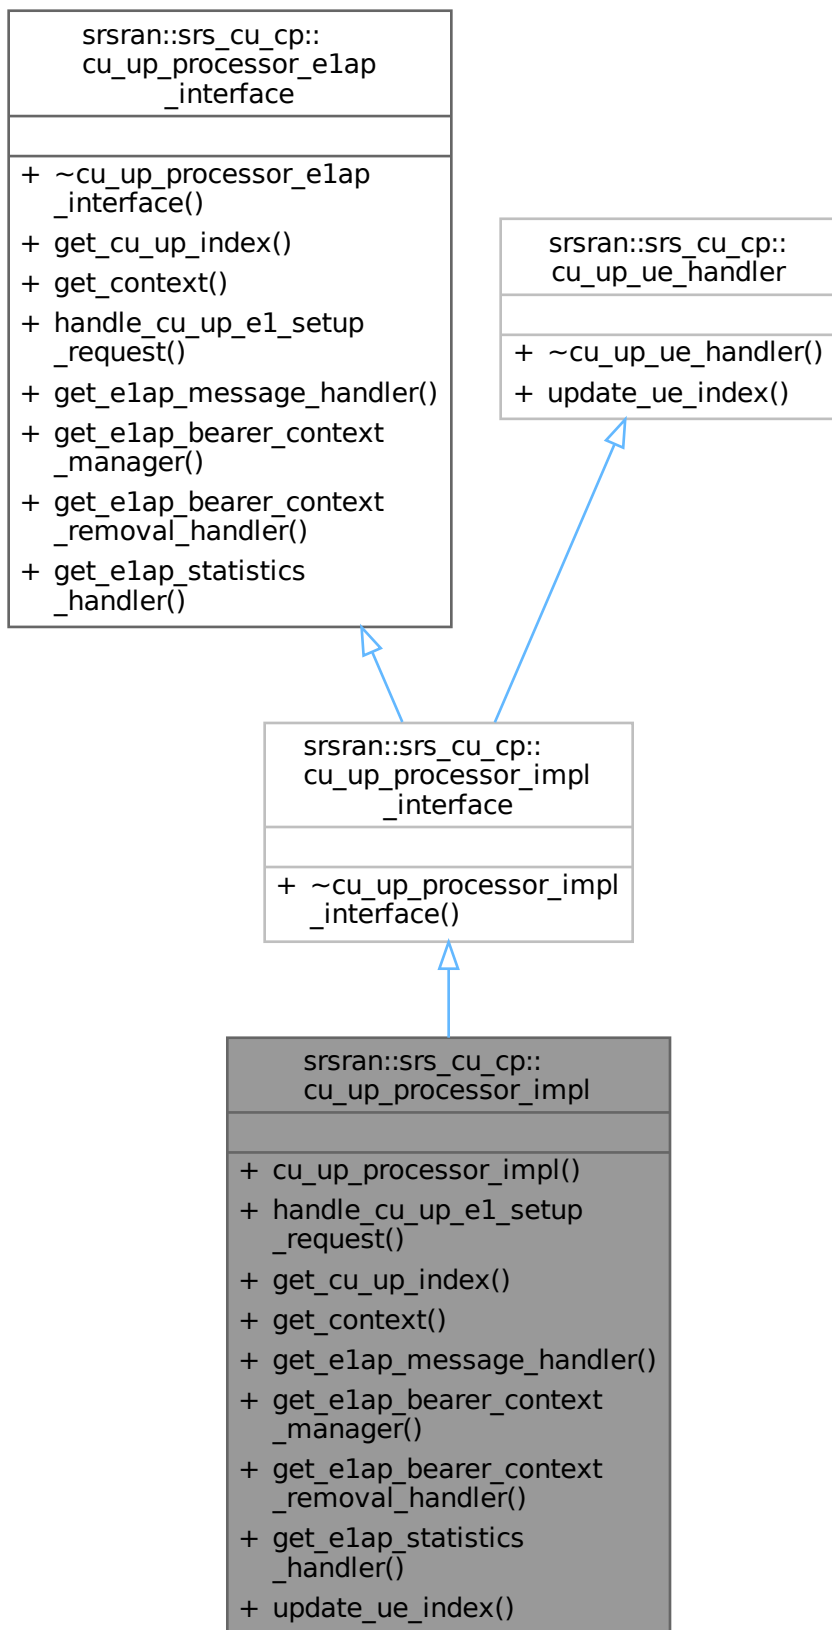 srsran::srs_cu_cp::
cu_up_processor_e1ap
_interface
+ ~cu_up_processor_e1ap
_interface()
+ get_cu_up_index()
+ get_context()
+ handle_cu_up_e1_setup
_request()
+ get_e1ap_message_handler()
+ get_e1ap_bearer_context
_manager()
+ get_e1ap_bearer_context
_removal_handler()
+ get_e1ap_statistics
_handler()
srsran::srs_cu_cp::
cu_up_ue_handler
+ ~cu_up_ue_handler()
+ update_ue_index()
srsran::srs_cu_cp::
cu_up_processor_impl
_interface
+ ~cu_up_processor_impl
_interface()
srsran::srs_cu_cp::
cu_up_processor_impl
+ cu_up_processor_impl()
+ handle_cu_up_e1_setup
_request()
+ get_cu_up_index()
+ get_context()
+ get_e1ap_message_handler()
+ get_e1ap_bearer_context
_manager()
+ get_e1ap_bearer_context
_removal_handler()
+ get_e1ap_statistics
_handler()
+ update_ue_index()